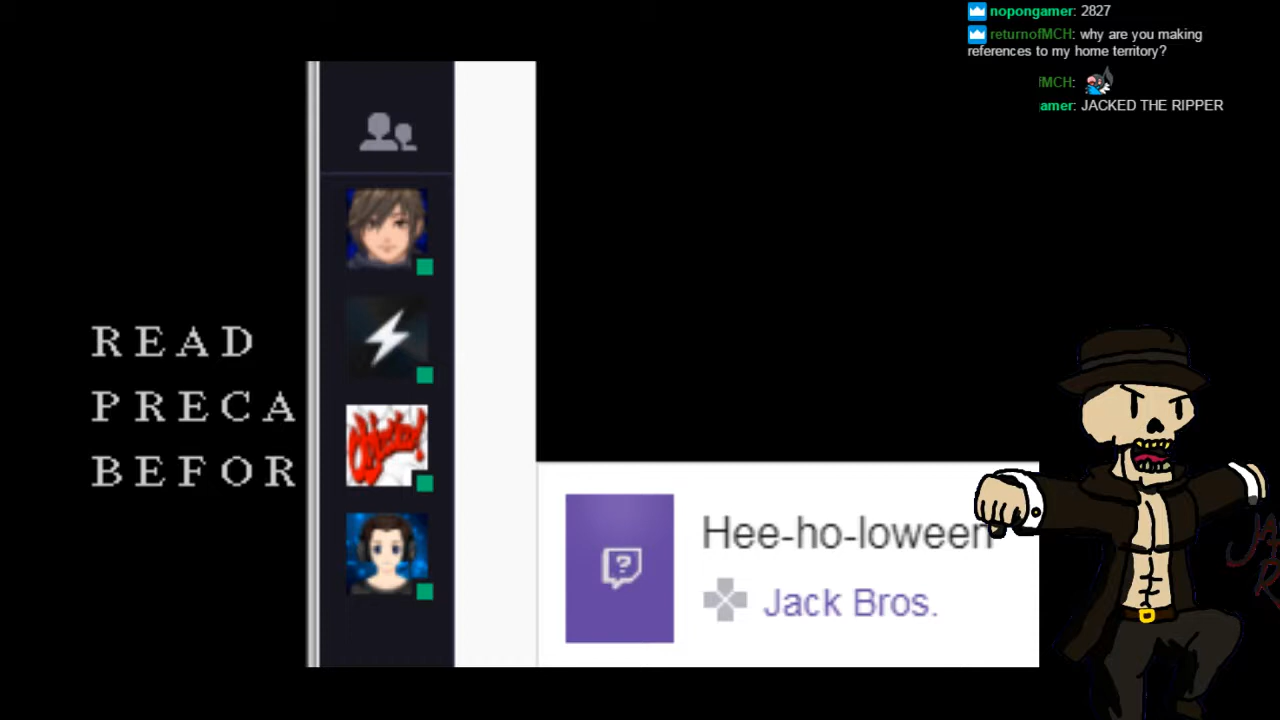 nopongamer: 2827
returnofMCH: why are you making
references to my home territory?
fMCH:
amer: JACKED THE RIPPER
READ
PRECA
BEFOR
Hee-ho-loween
Jack Bros.
JA
R